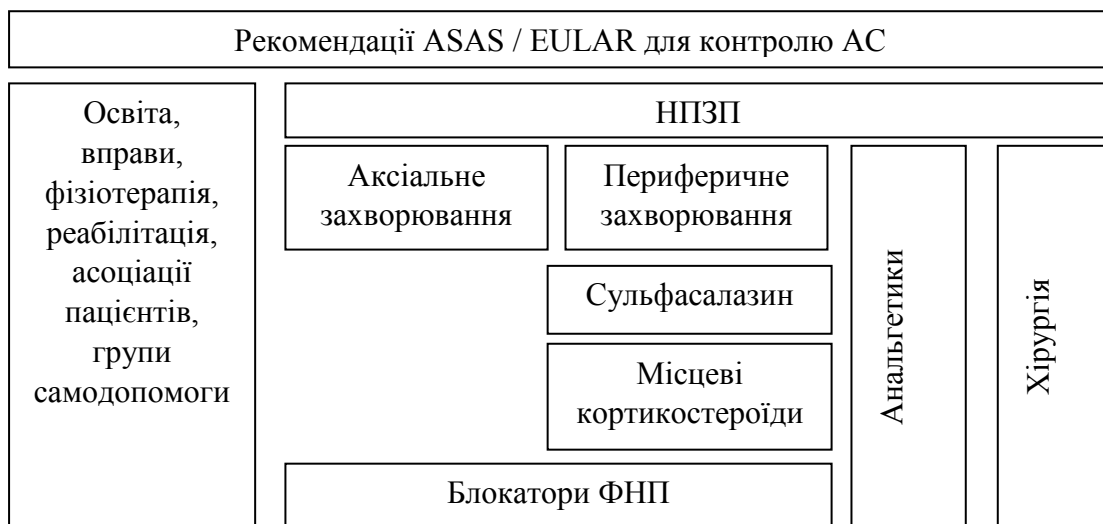 Рекомендації ASAS / EULAR для контролю АС
Освіта,
вправи,
фізіотерапія,
реабілітація,
асоціації
пацієнтів,
групи
самодопомоги
НПЗП
Аксіальне
захворювання
Периферичне
захворювання
Сульфасалазин
Місцеві
кортикостероїди
Блокатори ФНП
Анальгетики
Хірургія